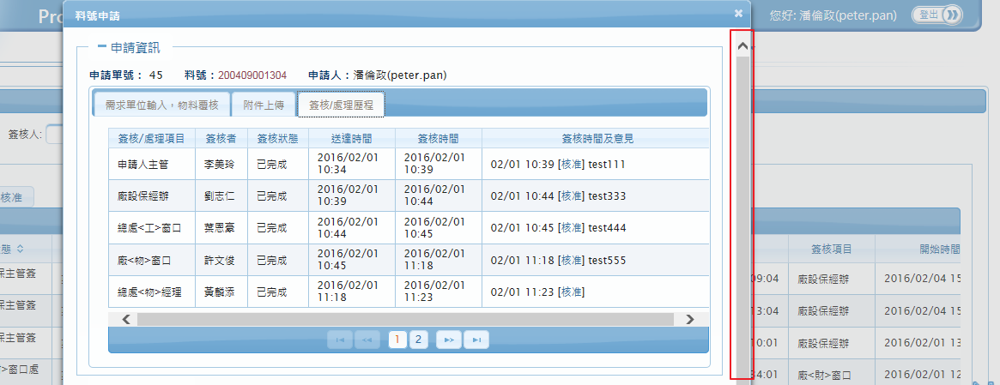 Pro
料號申請
您好: 潘倫政(peter.pan)
登出
申請資訊
申請單號： 45 料號：200409001304 申請人：潘倫政(peter.pan)
需求單位輸入，物料覆核 附件上傳 簽核/處理歷程
簽核人:
簽核/處理項目 簽核者 簽核狀態 送達時間 簽核時間 簽核時間及意見
申請人主管 李美玲 已完成 2016/02/01 10:34 2016/02/01 10:39 02/01 10:39 [核准] test111
廠設保經辦 劉志仁 已完成 2016/02/01 10:39 2016/02/01 10:44 02/01 10:44 [核准] test333
總處<工>窗口 葉恩豪 已完成 2016/02/01 10:44 2016/02/01 10:45 02/01 10:45 [核准] test444
廠<物>窗口 許文俊 已完成 2016/02/01 10:45 2016/02/01 11:18 02/01 11:18 [核准] test555
總處<物>經理 黃麟添 已完成 2016/02/01 11:18 2016/02/01 11:23 02/01 11:23 [核准]
1 2
核准
態 簽核項目 開始時間
保主管簽 09:04 廠設保經辦 2016/02/04 15
保主管簽 13:04 廠設保經辦 2016/02/04 15
保主管簽 10:01 廠設保經辦 2016/02/01 13
>窗口處 34:01 廠<財>窗口 2016/02/01 12